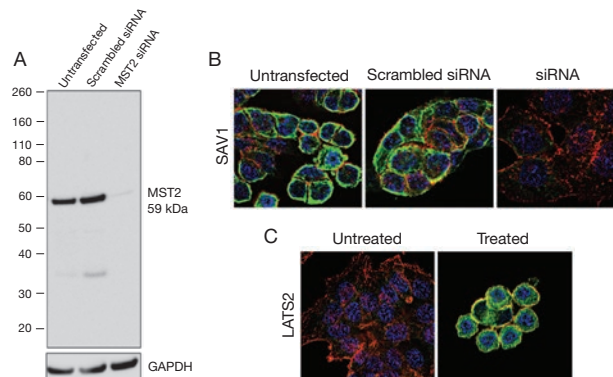 A
Untransfected
Scrambled siRNA
MST2 siRNA
260
160
110
80
60
50
40
30
20
MST2
59 kDa
GAPDH
B
Untransfected
Scrambled siRNA
siRNA
SAV1
C
Untreated
Treated
LATS2